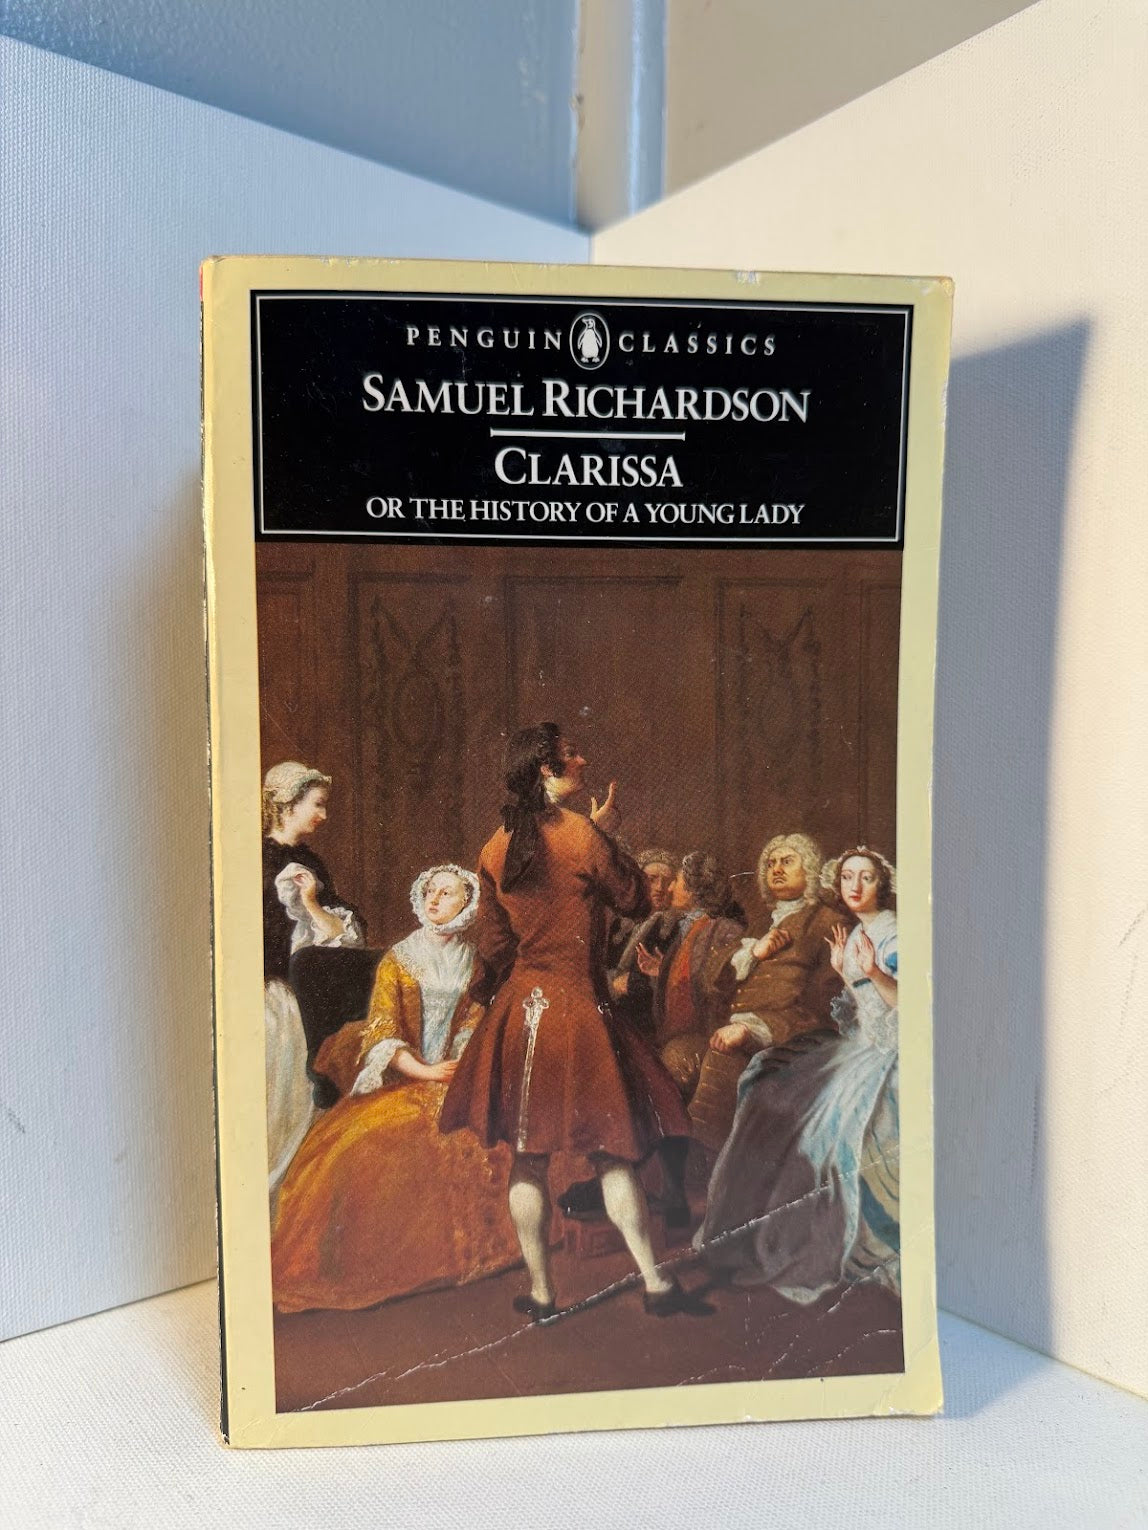 PENGUIN CLASSICS
SAMUEL RICHARDSON
CLARISSA
OR THE HISTORY OF A YOUNG LADY